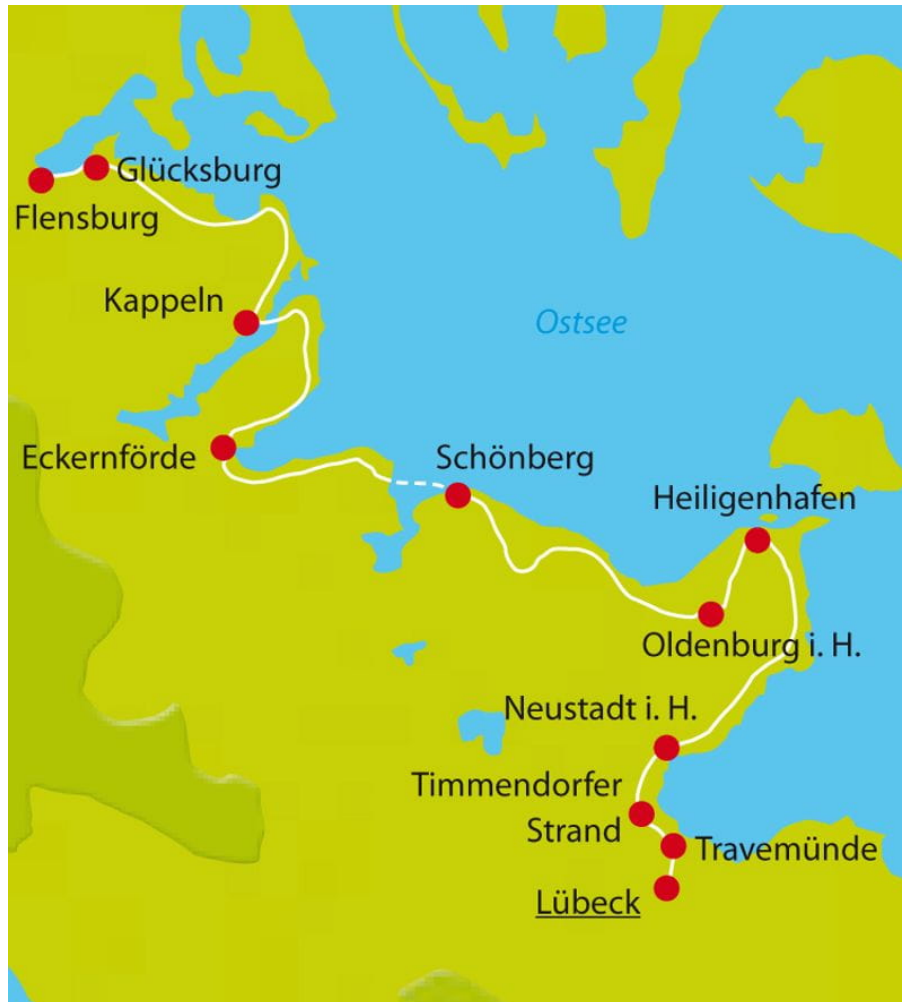 Glücksburg
Flensburg
Kappeln
Ostsee
Eckernförde
Schönberg
Heiligenhafen
Oldenburg i. H.
Neustadt i. H.
Timmendorfer
Strand
Travemünde
Lübeck